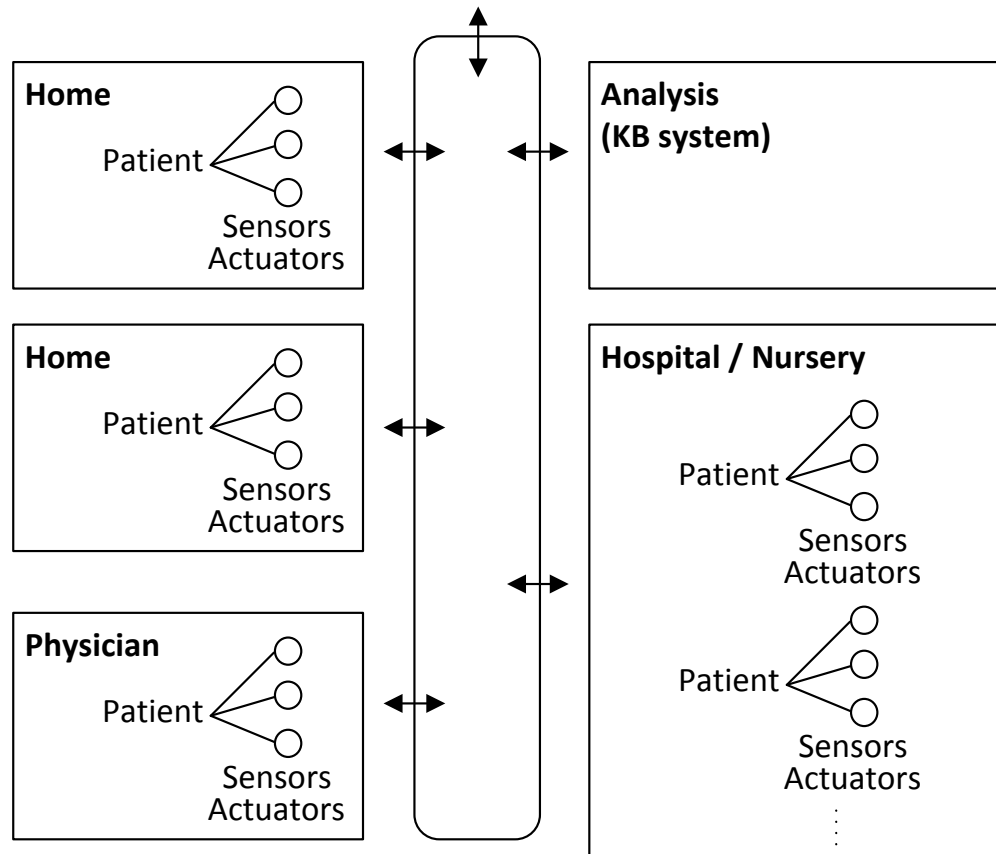 Home
Patient
Sensors
Actuators
Home
Patient
Sensors
Actuators
Physician
Patient
Sensors
Actuators
Analysis
(KB system)
Hospital / Nursery
Patient
Sensors
Actuators
Patient
Sensors
Actuators